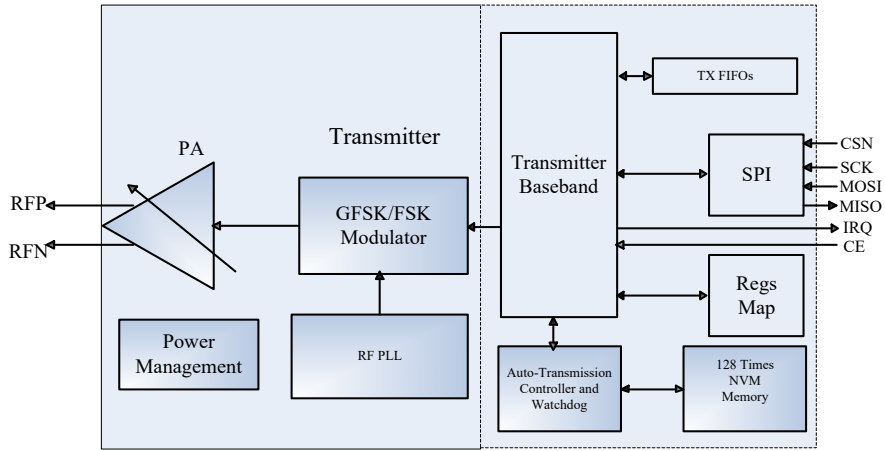 TX FIFOs
Transmitter
CSN
PA
Transmitter
Baseband
SPI
SCK
MOSI
MISO
RFP
GFSK/FSK
Modulator
IRQ
RFN
CE
Regs
Map
Power
Management
RF PLL
Auto-Transmission
Controller and
Watchdog
128 Times
NVM
Memory